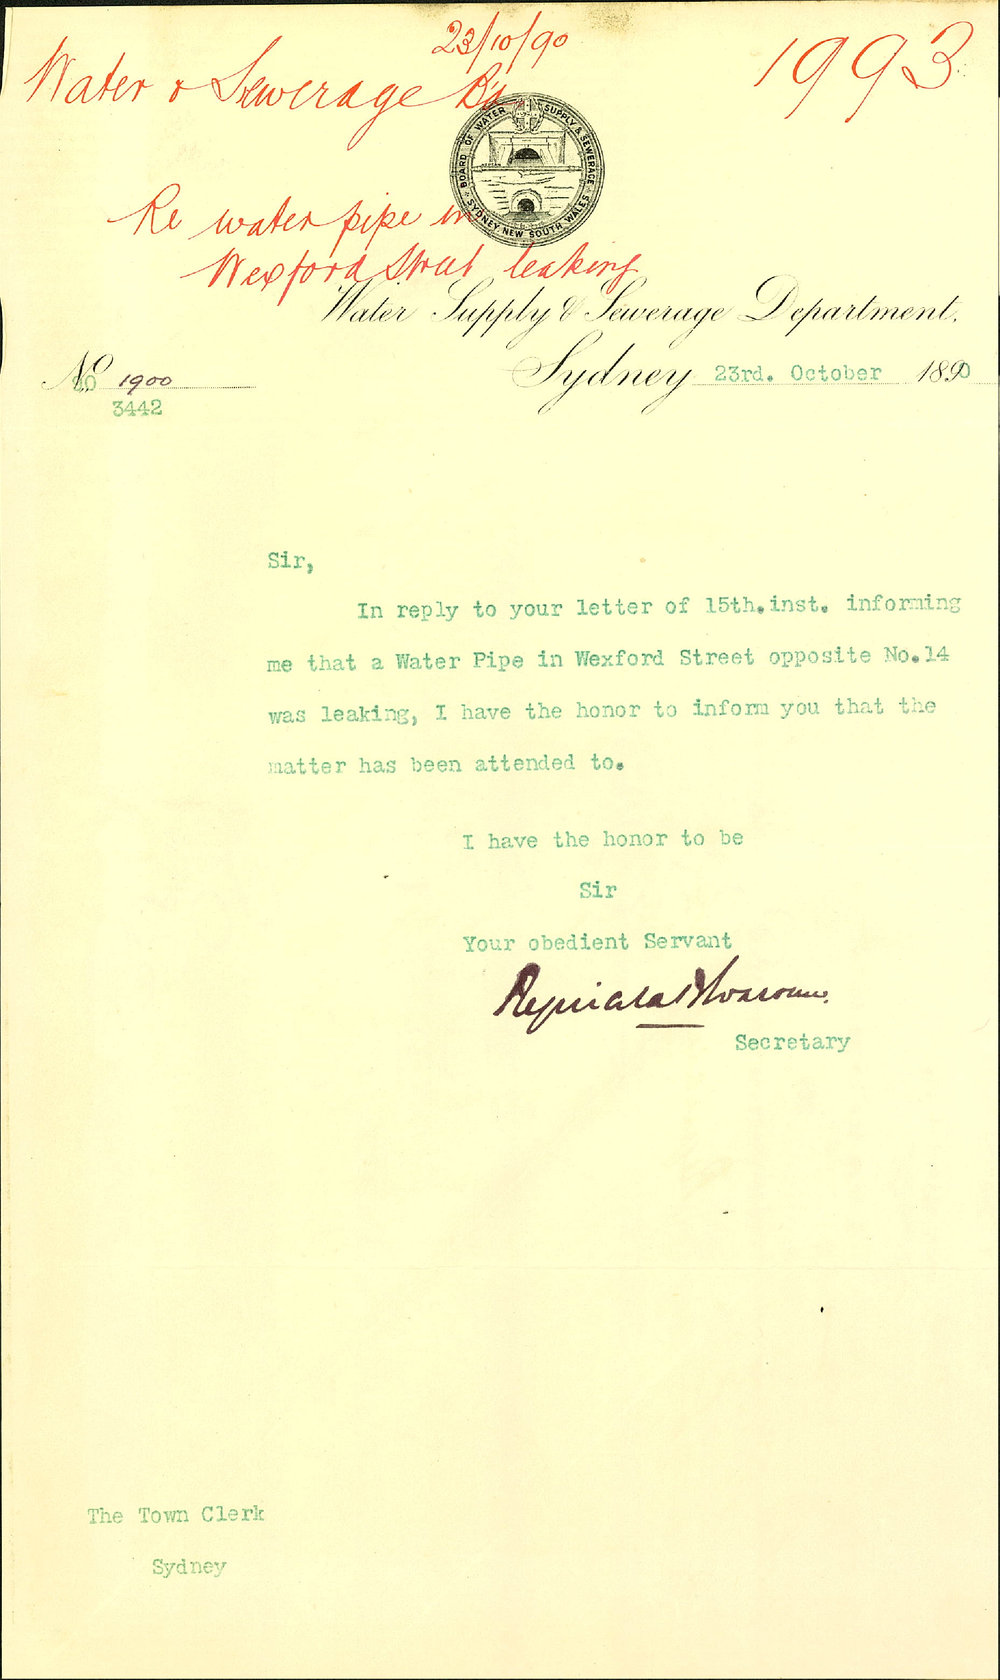 23/10/90
Water & Sewerage Bd.
1993
BOARD OF WATER SUPPLY & SEWERAGE
SYDNEY NEW SOUTH WALES
Re water pipe in
Wexford Street leaking
Water Supply & Sewerage Department.
No 90 1900
3442
Sydney 23rd. October 1890
Sir,
In reply to your letter of 15th.inst. informing
me that a Water Pipe in Wexford Street opposite No.14
was leaking, I have the honor to inform you that the
matter has been attended to.
I have the honor to be
Sir
Your obedient Servant
Secretary
The Town Clerk
Sydney